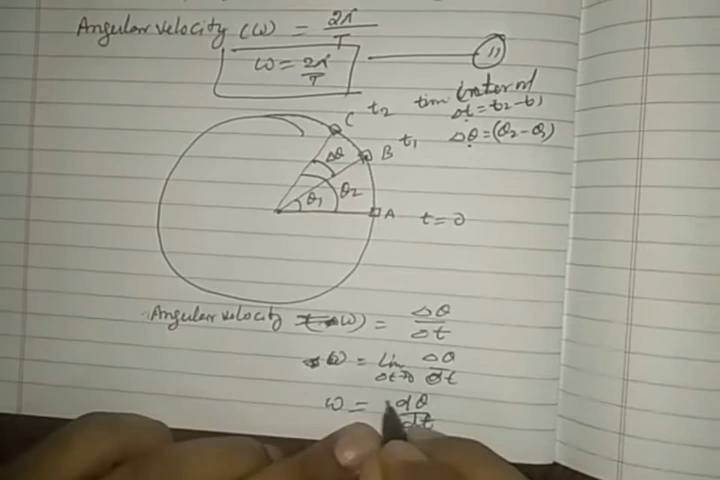 Angular velocity (ω) = 2π/T
ω = 2π/T
11
time interval
Δt = t2 - t1
Δθ = (θ2 - θ1)
C t2
B t1
Δθ
θ1
θ2
A t = 0
Angular velocity (ω) = Δθ/Δt
ω = Lim Δt→0 Δθ/Δt
ω = dθ/dt